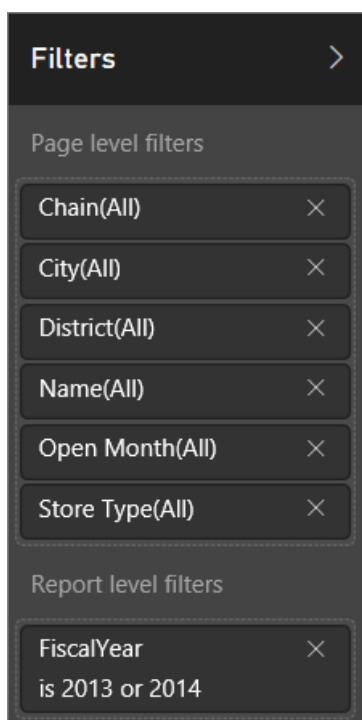 Filters
Page level filters
Chain(All)
City(All)
District(All)
Name(All)
Open Month(All)
Store Type(All)
Report level filters
FiscalYear
is 2013 or 2014